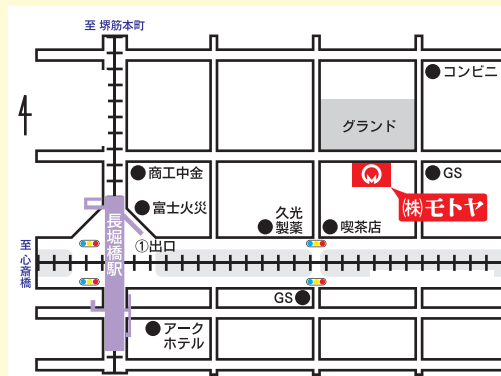 至 堺筋本町
コンビニ
グランド
商工中金
GS
富士火災
㈱モトヤ
久光
製薬
喫茶店
①出口
長堀橋駅
至 心斎橋
GS
アーク
ホテル